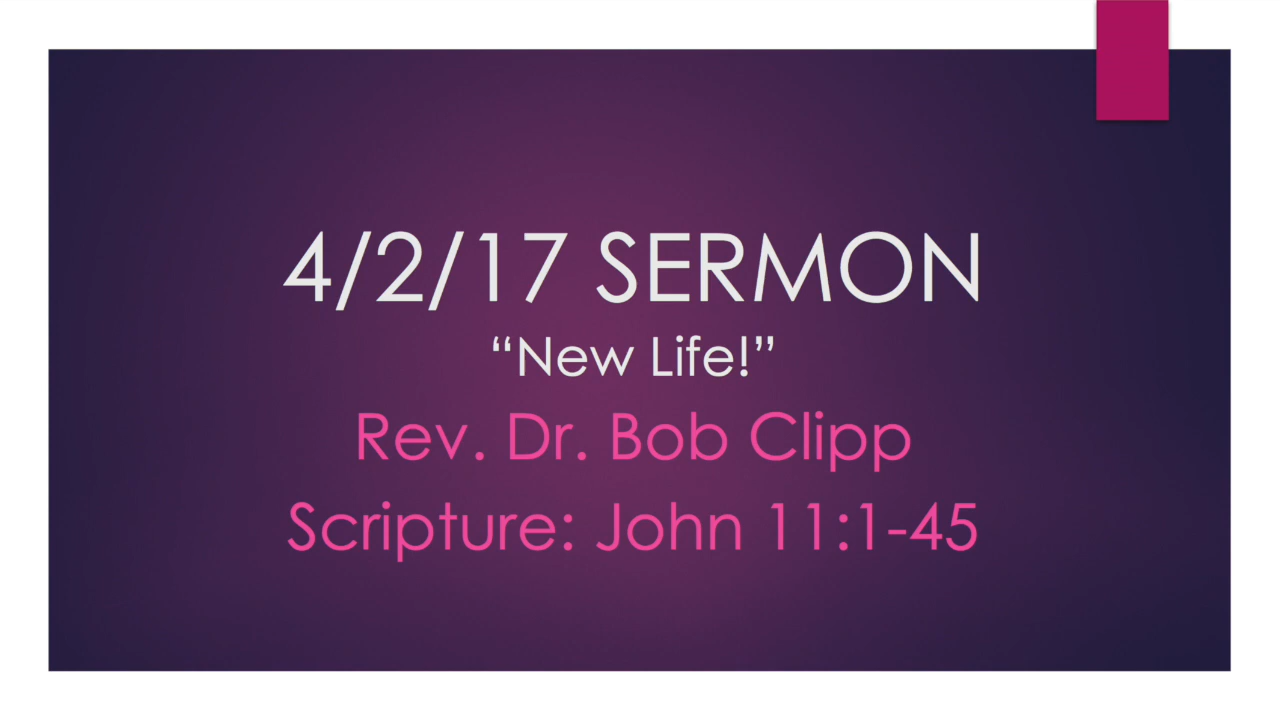 4/2/17 SERMON
“New Life!”
Rev. Dr. Bob Clipp
Scripture: John 11:1-45